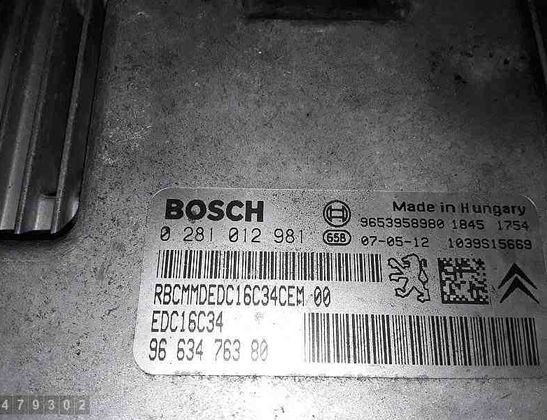 BOSCH
Made in Hungary
9653958980 1845 1754
0 281 012 981 658 07-05-12 1039S15669
RBCMMDEDC16C34CEM 00
EDC16C34
96 634 763 80
479302